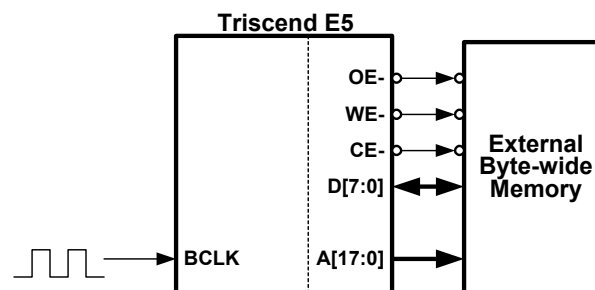 Triscend E5
OE-
WE-
CE-
D[7:0]
External
Byte-wide
Memory
BCLK
A[17:0]